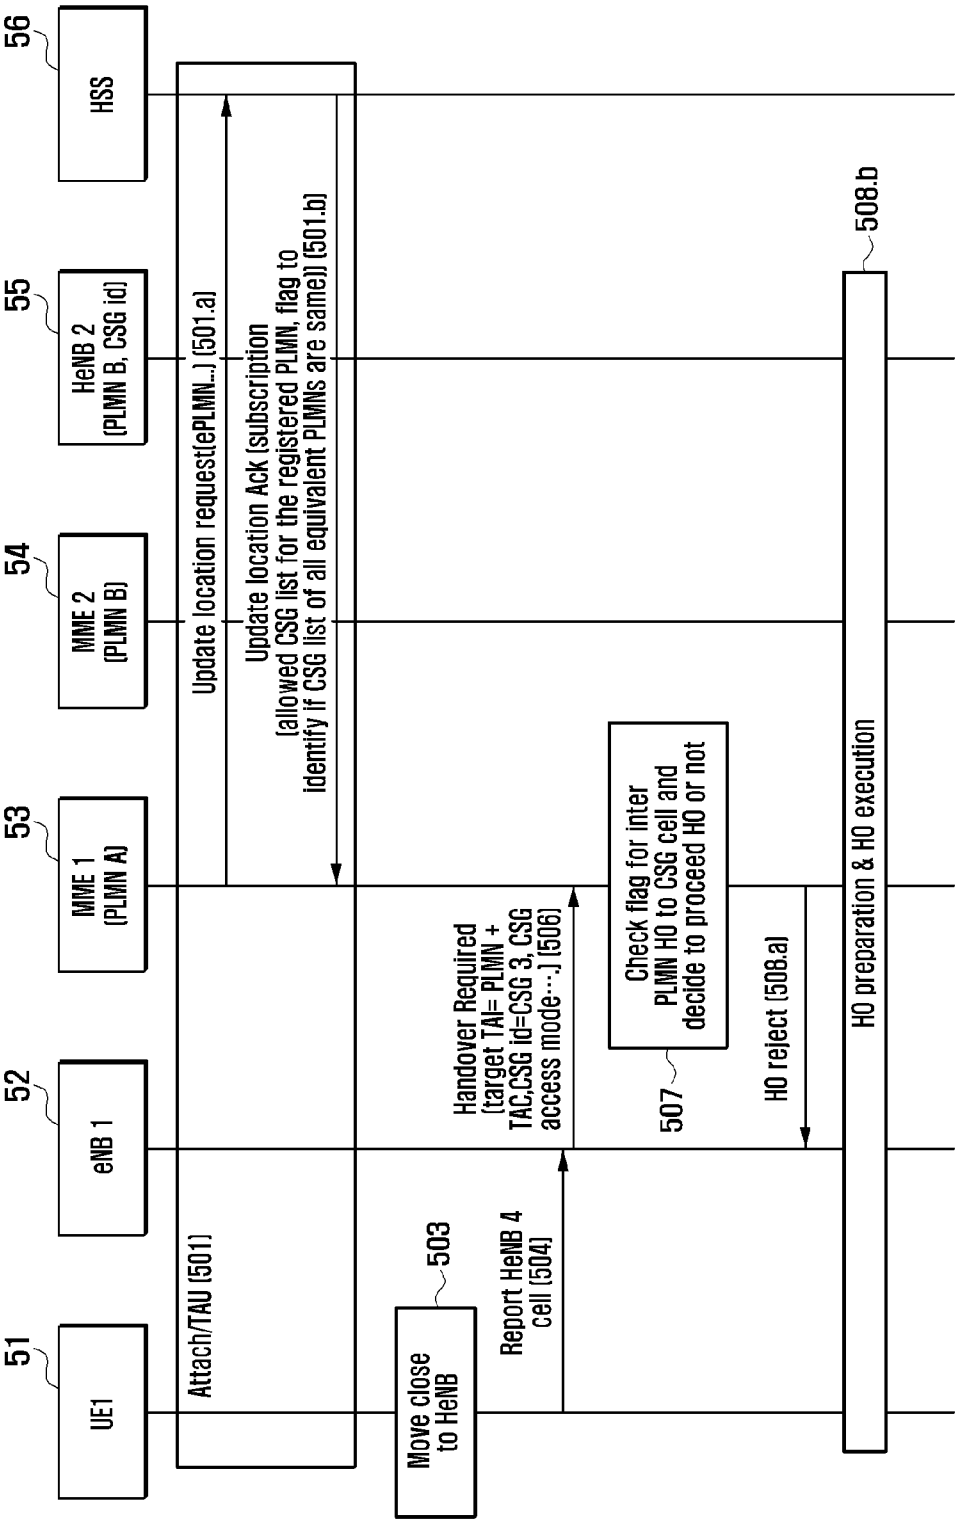 51
UE1
52
eNB 1
53
MME 1
(PLMN A)
54
MME 2
(PLMN B)
55
HeNB 2
(PLMN B, CSG id)
56
HSS
Attach/TAU (501)
Update location request(ePLMN...) (501.a)
Update location Ack (subscription
(allowed CSG list for the registered PLMN, flag to
identify if CSG list of all equivalent PLMNs are same)) (501.b)
Move close
to HeNB
503
Report HeNB 4
cell (504)
Handover Required
(target TAI= PLMN +
TAC,CSG id=CSG 3, CSG
access mode···.) (506)
Check flag for inter
PLMN HO to CSG cell and
decide to proceed HO or not
507
HO reject (508.a)
HO preparation & HO execution
508.b